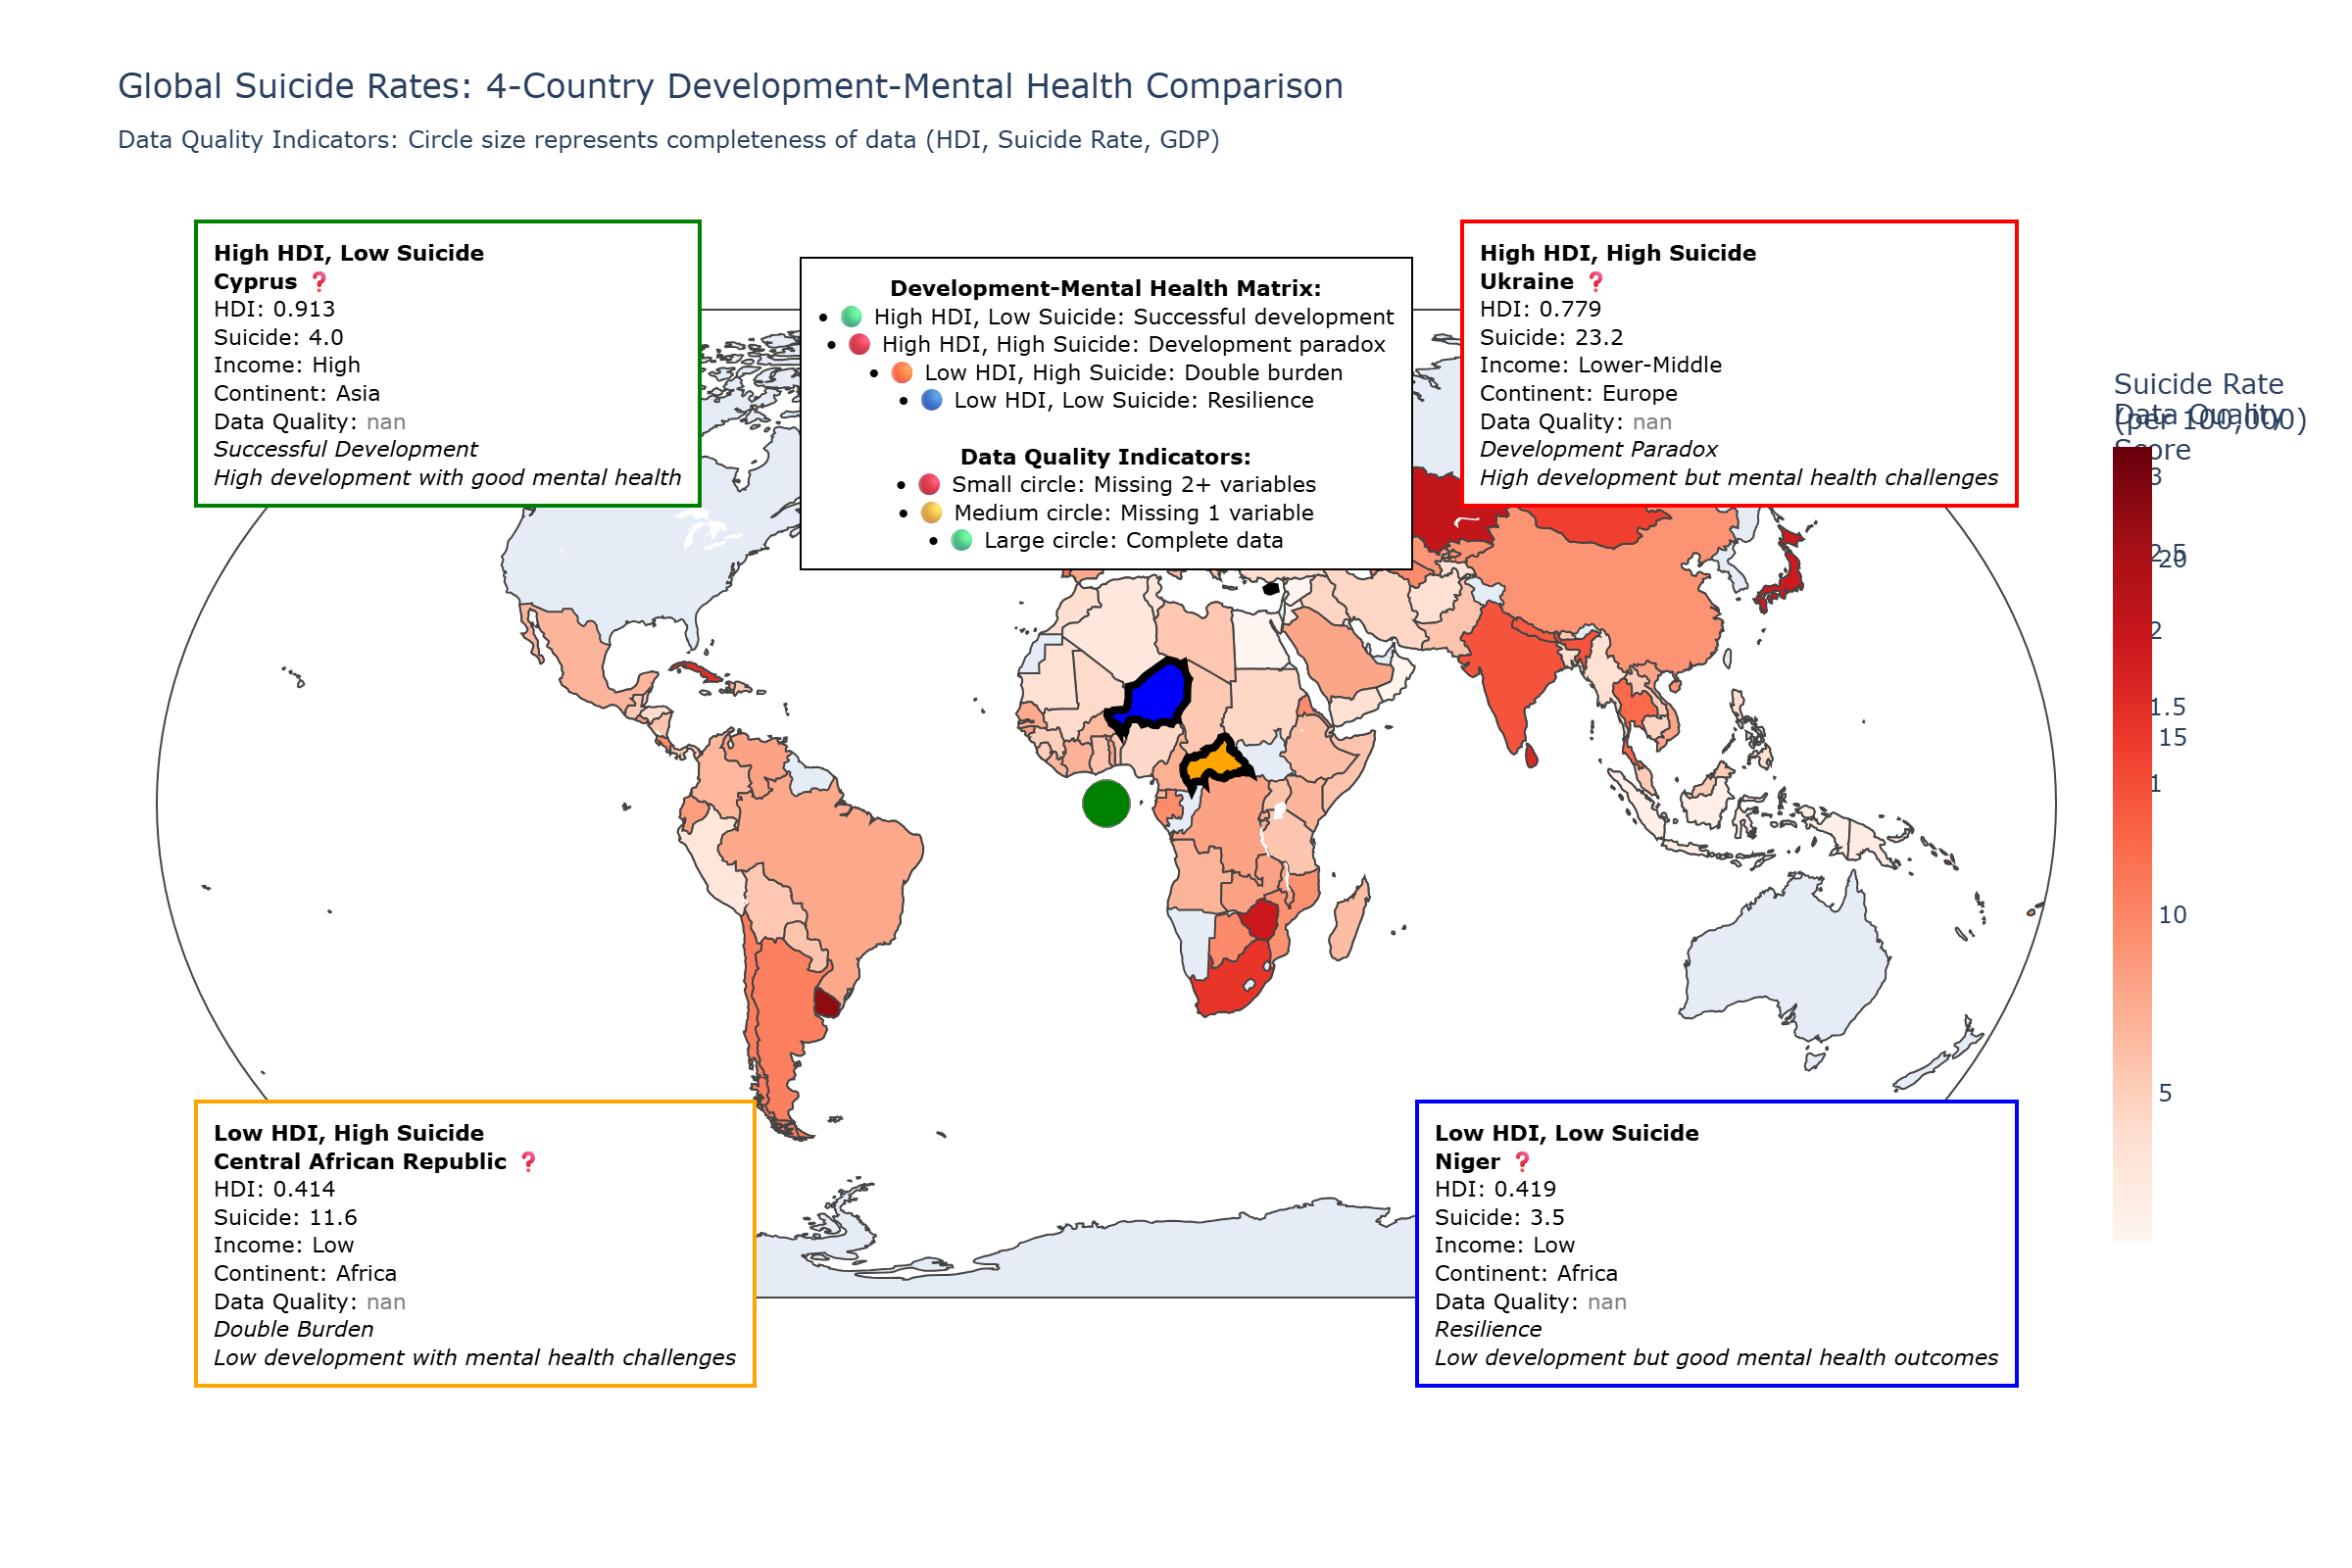 Global Suicide Rates: 4-Country Development-Mental Health Comparison
Data Quality Indicators: Circle size represents completeness of data (HDI, Suicide Rate, GDP)
High HDI, Low Suicide
Cyprus ❓
HDI: 0.913
Suicide: 4.0
Income: High
Continent: Asia
Data Quality: nan
Successful Development
High development with good mental health
Development-Mental Health Matrix:
• 🟢 High HDI, Low Suicide: Successful development
• 🔴 High HDI, High Suicide: Development paradox
• 🟠 Low HDI, High Suicide: Double burden
• 🔵 Low HDI, Low Suicide: Resilience
Data Quality Indicators:
• 🔴 Small circle: Missing 2+ variables
• 🟡 Medium circle: Missing 1 variable
• 🟢 Large circle: Complete data
High HDI, High Suicide
Ukraine ❓
HDI: 0.779
Suicide: 23.2
Income: Lower-Middle
Continent: Europe
Data Quality: nan
Development Paradox
High development but mental health challenges
Suicide Rate
(per 100,000)
Data Quality
Score
3
2.5
20
2
1.5
15
1
10
5
Low HDI, High Suicide
Central African Republic ❓
HDI: 0.414
Suicide: 11.6
Income: Low
Continent: Africa
Data Quality: nan
Double Burden
Low development with mental health challenges
Low HDI, Low Suicide
Niger ❓
HDI: 0.419
Suicide: 3.5
Income: Low
Continent: Africa
Data Quality: nan
Resilience
Low development but good mental health outcomes